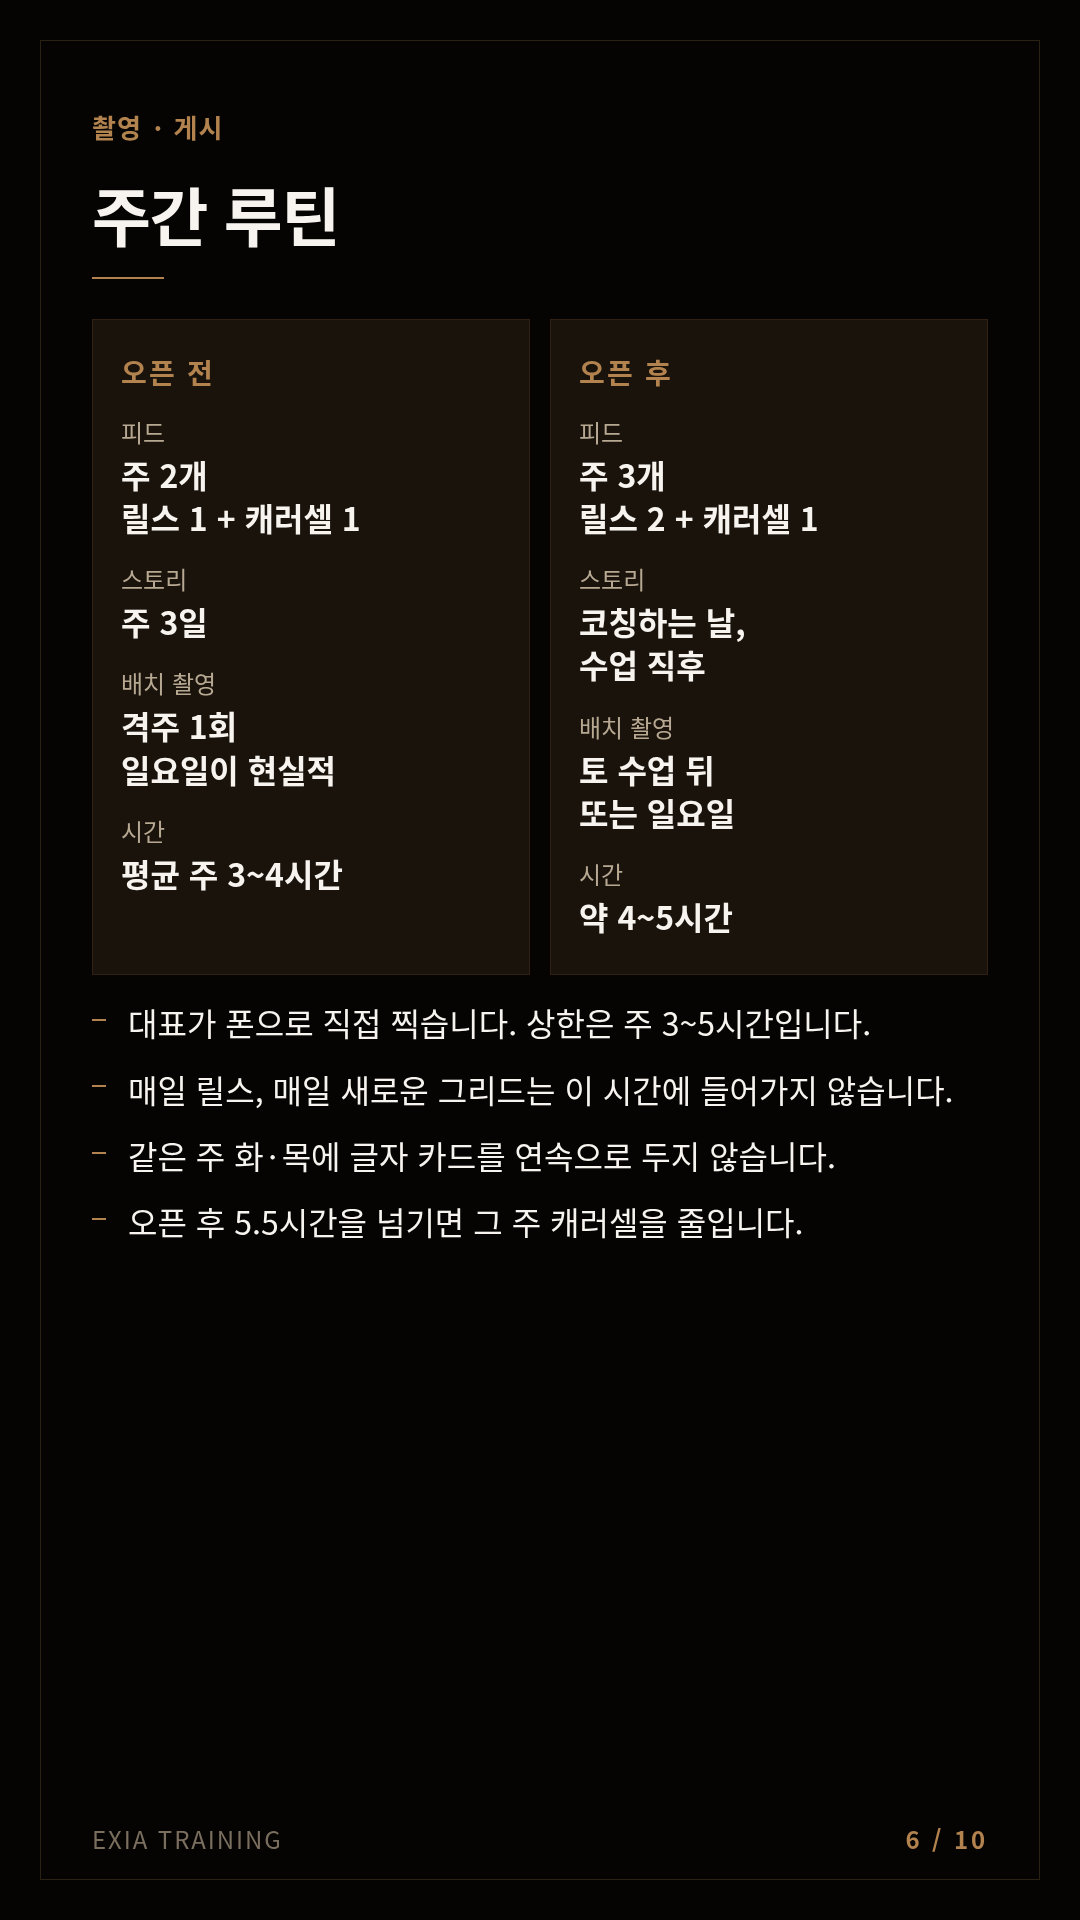 촬영 · 게시
주간 루틴
오픈 전
피드
주 2개
릴스 1 + 캐러셀 1
스토리
주 3일
배치 촬영
격주 1회
일요일이 현실적
시간
평균 주 3~4시간
오픈 후
피드
주 3개
릴스 2 + 캐러셀 1
스토리
코칭하는 날,
수업 직후
배치 촬영
토 수업 뒤
또는 일요일
시간
약 4~5시간
– 대표가 폰으로 직접 찍습니다. 상한은 주 3~5시간입니다.
– 매일 릴스, 매일 새로운 그리드는 이 시간에 들어가지 않습니다.
– 같은 주 화·목에 글자 카드를 연속으로 두지 않습니다.
– 오픈 후 5.5시간을 넘기면 그 주 캐러셀을 줄입니다.
EXIA TRAINING
6 / 10